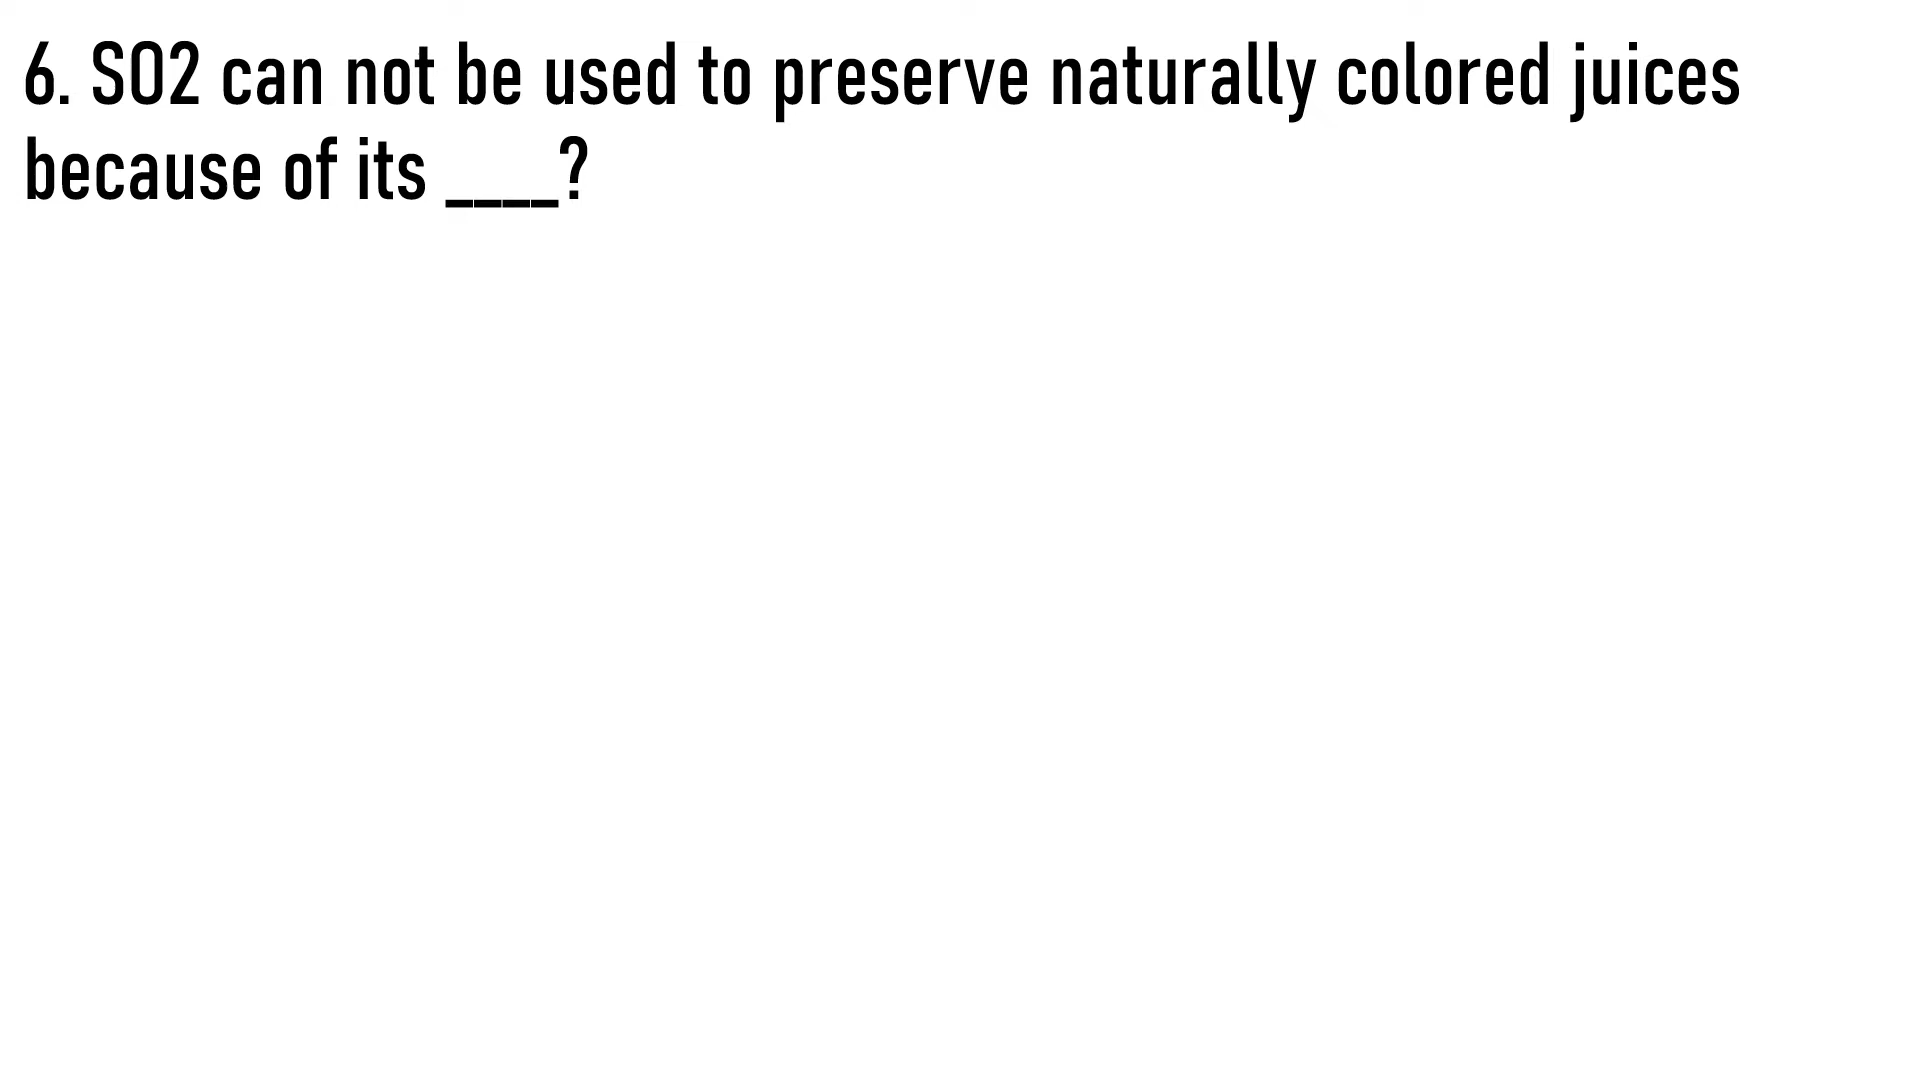 6. SO2 can not be used to preserve naturally colored juices
because of its ____?